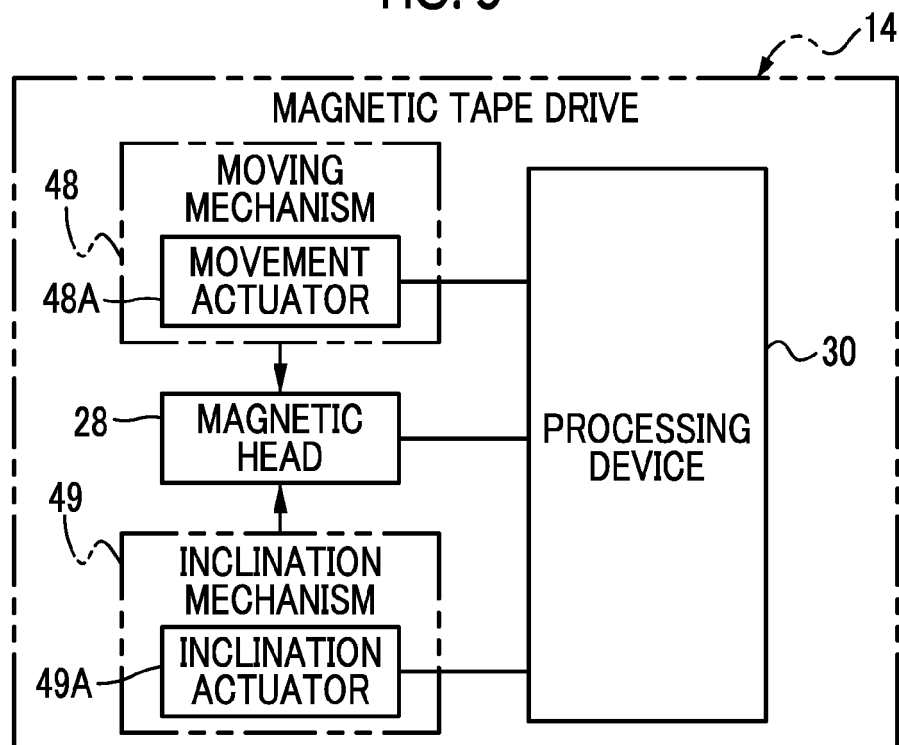 14
MAGNETIC TAPE DRIVE
48
MOVING
MECHANISM
48A
MOVEMENT
ACTUATOR
28
MAGNETIC
HEAD
49
INCLINATION
MECHANISM
49A
INCLINATION
ACTUATOR
PROCESSING
DEVICE
30